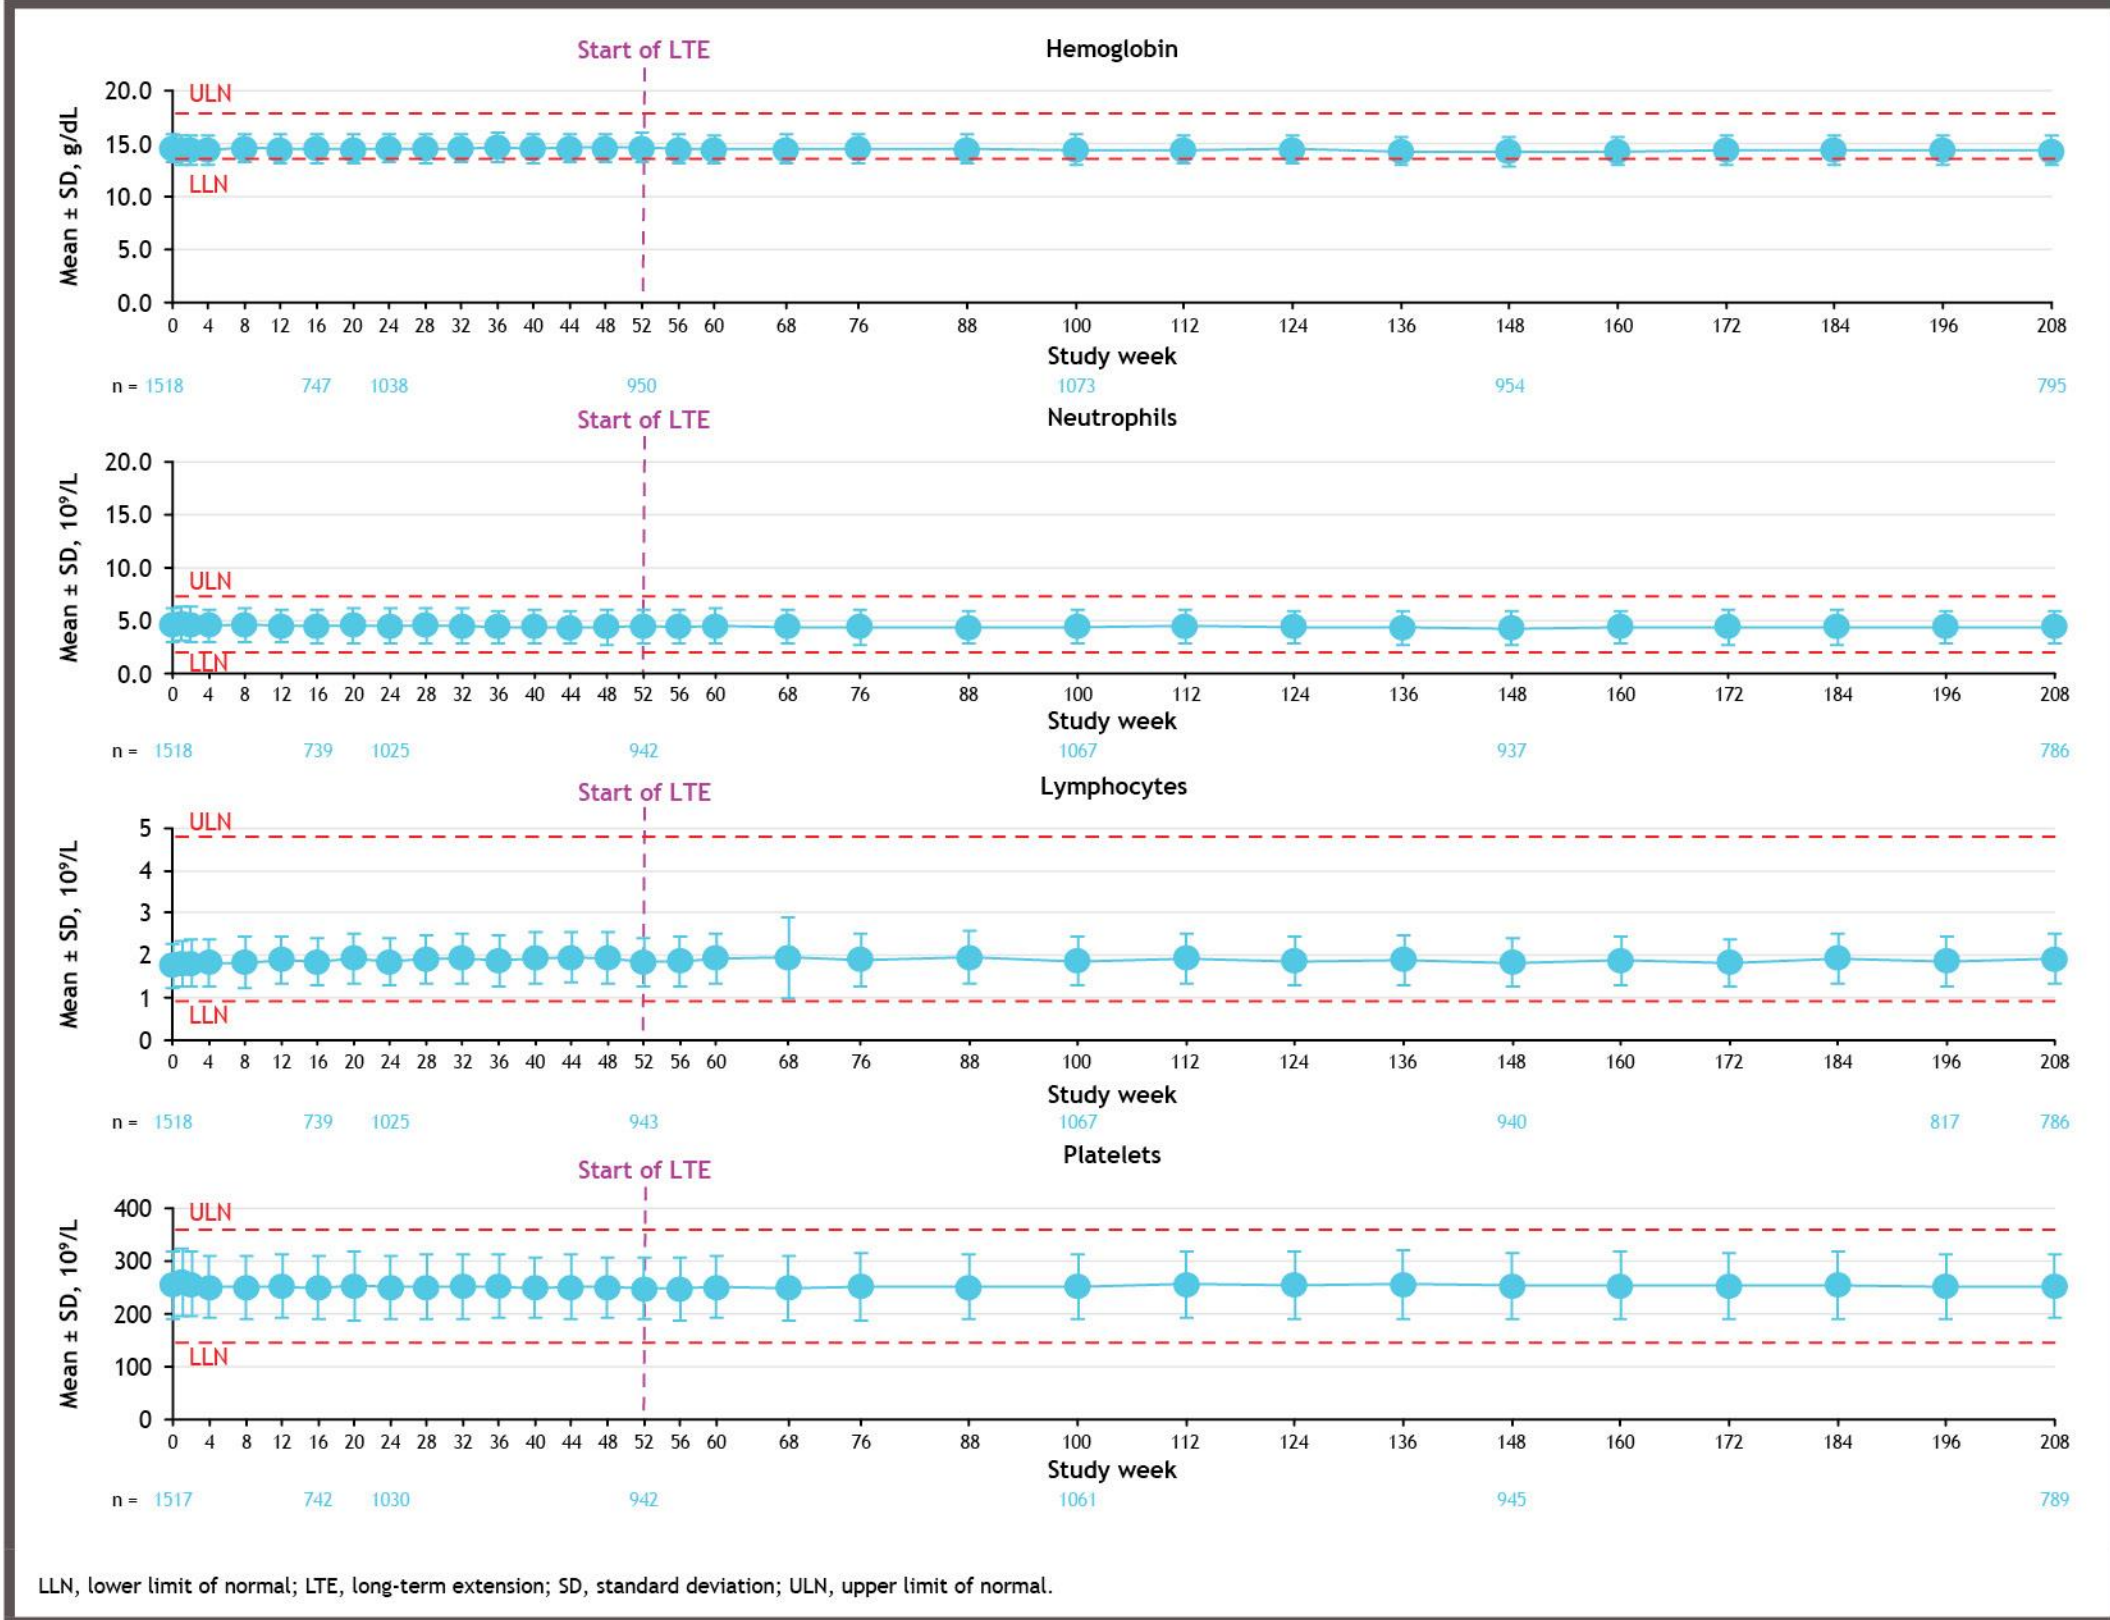 Start of LTE
Hemoglobin
Mean ± SD, g/dL
20.0
15.0
10.0
5.0
0.0
ULN
LLN
0 4 8 12 16 20 24 28 32 36 40 44 48 52 56 60 68 76 88 100 112 124 136 148 160 172 184 196 208
Study week
n = 1518 747 1038 950 1073 954 795
Start of LTE
Neutrophils
Mean ± SD, 10⁹/L
20.0
15.0
10.0
5.0
0.0
ULN
LLN
0 4 8 12 16 20 24 28 32 36 40 44 48 52 56 60 68 76 88 100 112 124 136 148 160 172 184 196 208
Study week
n = 1518 739 1025 942 1067 937 786
Start of LTE
Lymphocytes
Mean ± SD, 10⁹/L
5
4
3
2
1
0
ULN
LLN
0 4 8 12 16 20 24 28 32 36 40 44 48 52 56 60 68 76 88 100 112 124 136 148 160 172 184 196 208
Study week
n = 1518 739 1025 943 1067 940 817 786
Start of LTE
Platelets
Mean ± SD, 10⁹/L
400
300
200
100
0
ULN
LLN
0 4 8 12 16 20 24 28 32 36 40 44 48 52 56 60 68 76 88 100 112 124 136 148 160 172 184 196 208
Study week
n = 1517 742 1030 942 1061 945 789
LLN, lower limit of normal; LTE, long-term extension; SD, standard deviation; ULN, upper limit of normal.